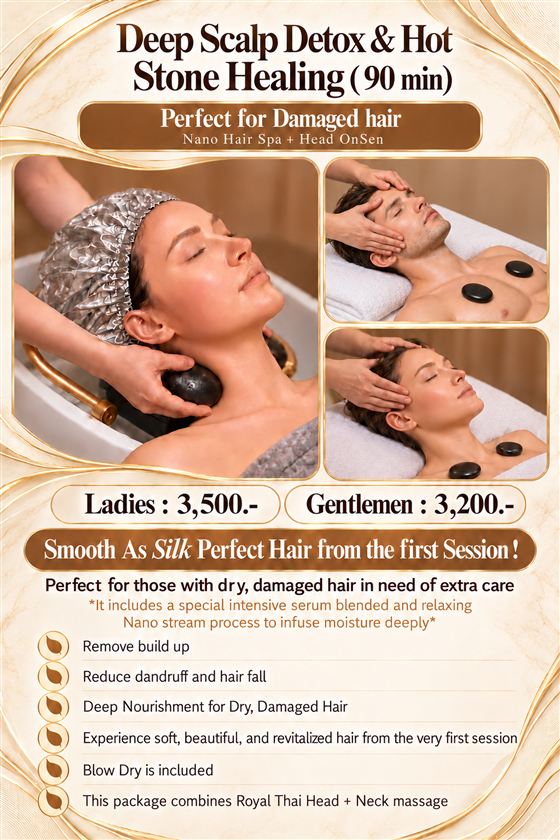 Deep Scalp Detox & Hot
Stone Healing ( 90 min)
Perfect for Damaged hair
Nano Hair Spa + Head OnSen
Ladies : 3,500.-
Gentlemen : 3,200.-
Smooth As Silk Perfect Hair from the first Session !
Perfect for those with dry, damaged hair in need of extra care
*It includes a special intensive serum blended and relaxing
Nano stream process to infuse moisture deeply*
Remove build up
Reduce dandruff and hair fall
Deep Nourishment for Dry, Damaged Hair
Experience soft, beautiful, and revitalized hair from the very first session
Blow Dry is included
This package combines Royal Thai Head + Neck massage